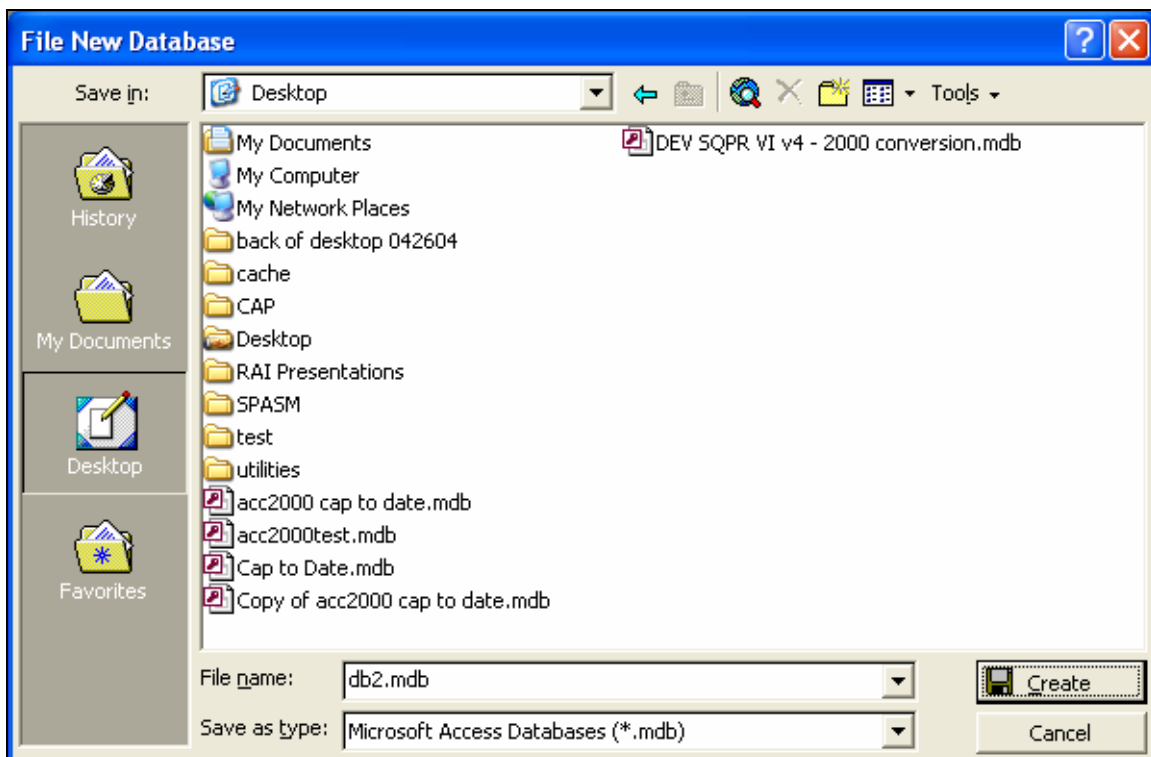 File New Database
Save in: Desktop Tools
History
My Documents
Desktop
Favorites
My Documents
My Computer
My Network Places
back of desktop 042604
cache
CAP
Desktop
RAI Presentations
SPASM
test
utilities
acc2000 cap to date.mdb
acc2000test.mdb
Cap to Date.mdb
Copy of acc2000 cap to date.mdb
DEV SQPR VI v4 - 2000 conversion.mdb
File name: db2.mdb Create
Save as type: Microsoft Access Databases (*.mdb) Cancel